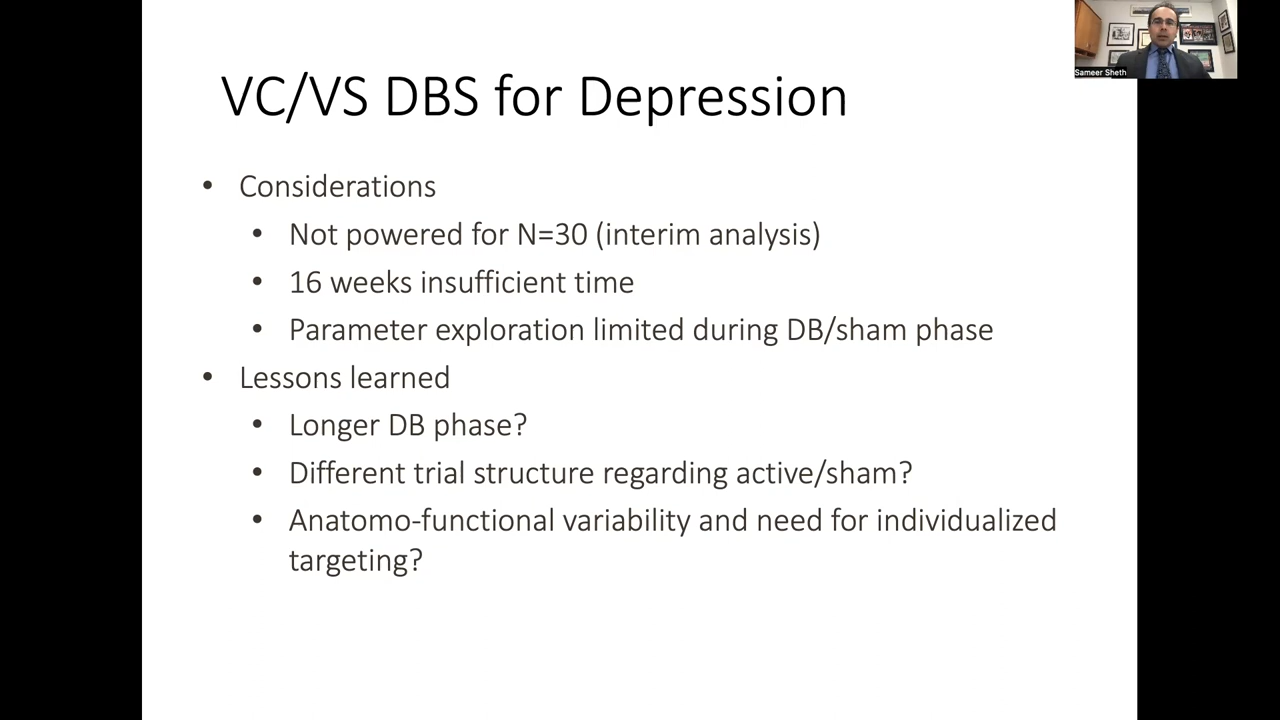 VC/VS DBS for Depression
• Considerations
• Not powered for N=30 (interim analysis)
• 16 weeks insufficient time
• Parameter exploration limited during DB/sham phase
• Lessons learned
• Longer DB phase?
• Different trial structure regarding active/sham?
• Anatomo-functional variability and need for individualized
targeting?
Sameer Sheth